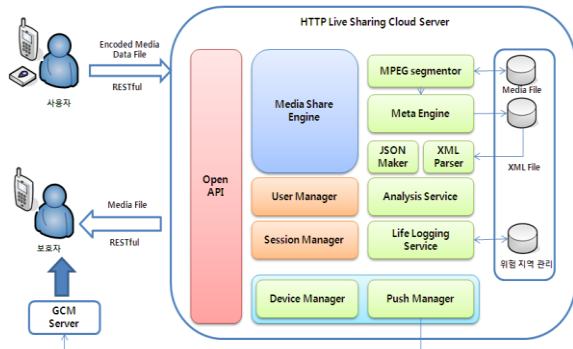 HTTP Live Sharing Cloud Server
Encoded Media
Data File
RESTful
사용자
Media File
RESTful
보호자
GCM
Server
Open
API
Media Share
Engine
User Manager
Session Manager
Device Manager
Push Manager
MPEG segmentor
Meta Engine
JSON
Maker
XML
Parser
Analysis Service
Life Logging
Service
Media File
XML File
위험 지역 관리